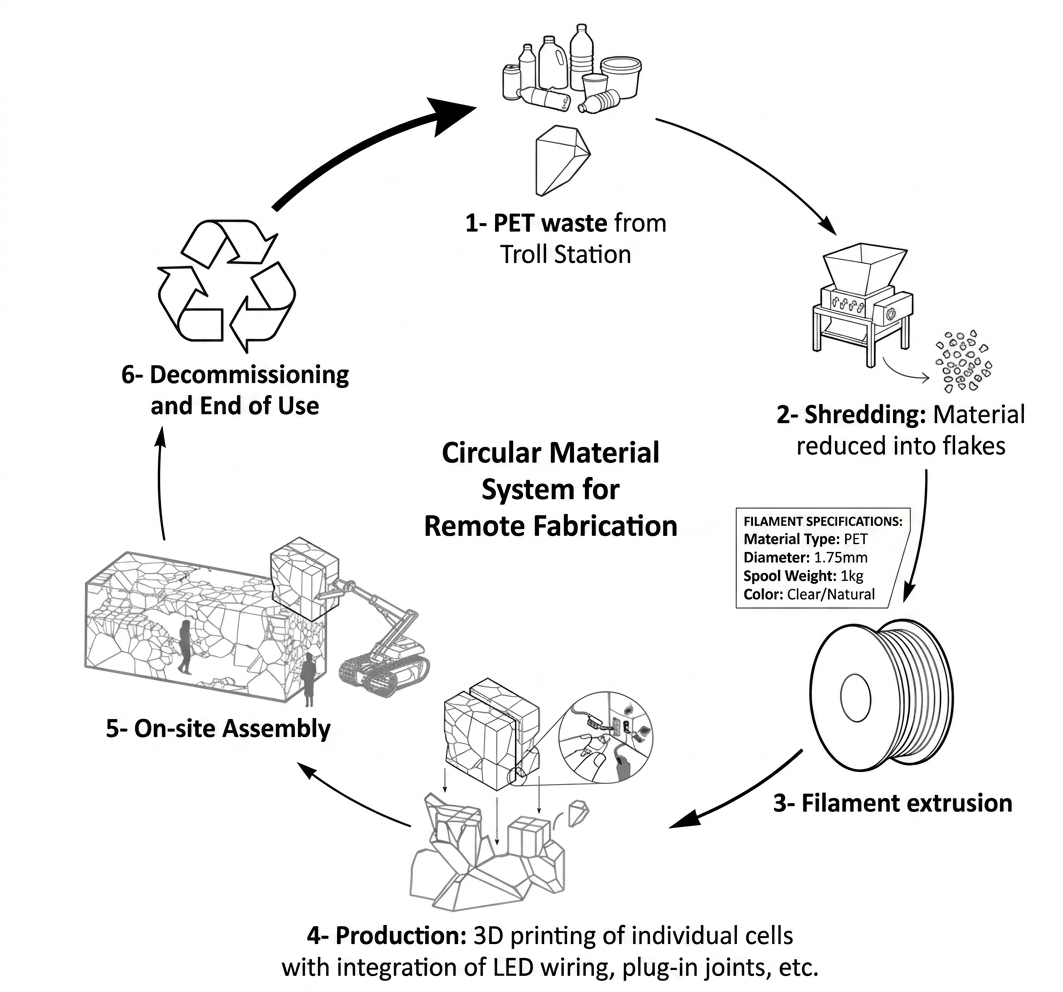 1- PET waste from
Troll Station
2- Shredding: Material
reduced into flakes
FILAMENT SPECIFICATIONS:
Material Type: PET
Diameter: 1.75mm
Spool Weight: 1kg
Color: Clear/Natural
3- Filament extrusion
4- Production: 3D printing of individual cells
with integration of LED wiring, plug-in joints, etc.
5- On-site Assembly
6- Decommissioning
and End of Use
Circular Material
System for
Remote Fabrication